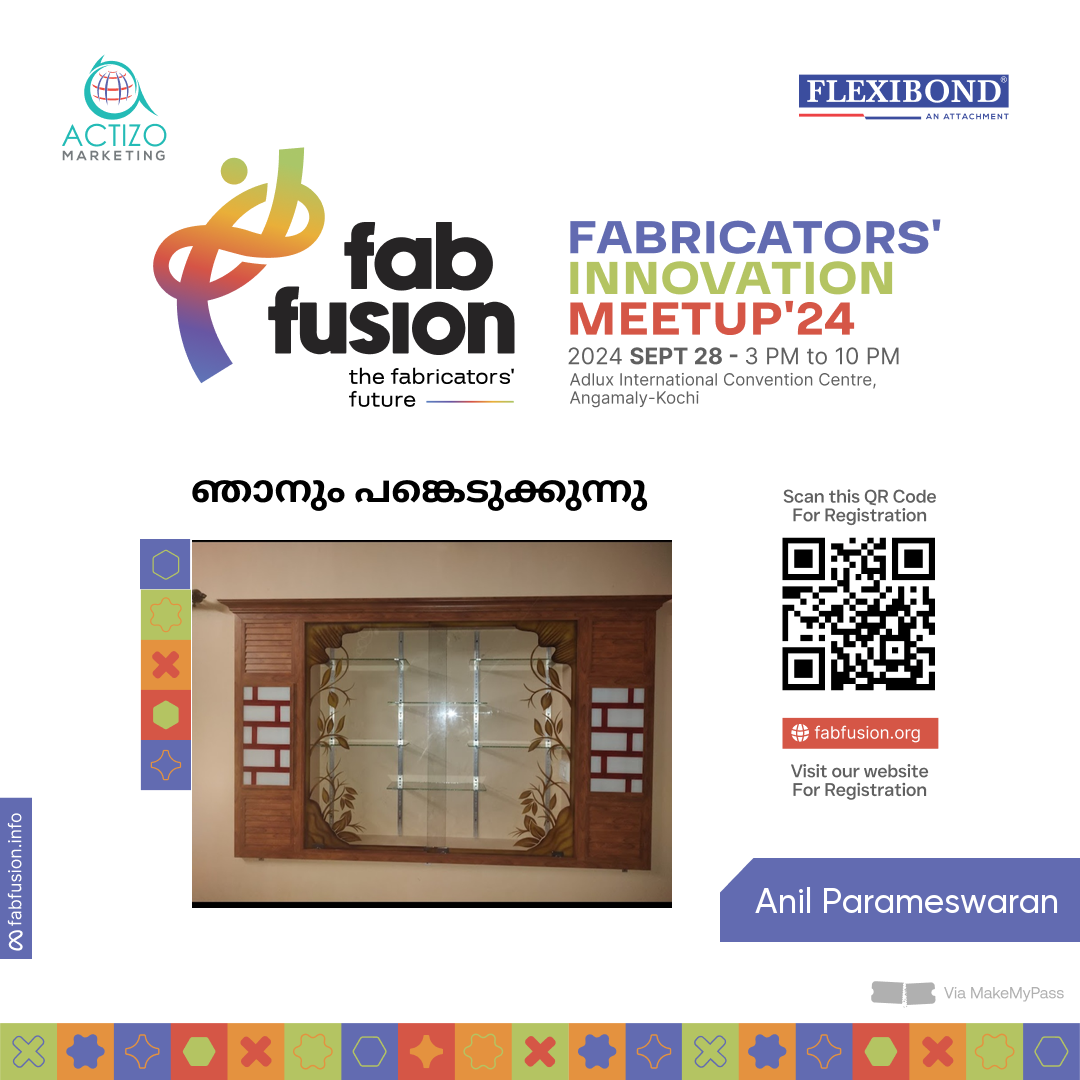 ACTIZO
MARKETING
FLEXIBOND®
AN ATTACHMENT
fab
fusion
the fabricators'
future
FABRICATORS'
INNOVATION
MEETUP'24
2024 SEPT 28 - 3 PM to 10 PM
Adlux International Convention Centre,
Angamaly-Kochi
ഞാനും പങ്കെടുക്കുന്നു
Scan this QR Code
For Registration
fabfusion.org
Visit our website
For Registration
fabfusion.info
Anil Parameswaran
Via MakeMyPass